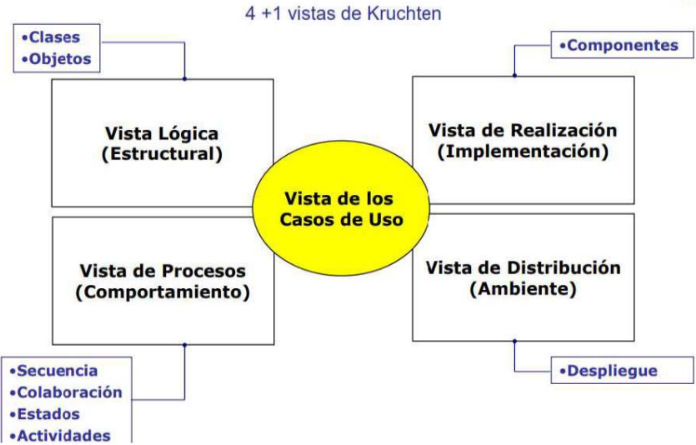 4 +1 vistas de Kruchten
•Clases
•Objetos
•Componentes
Vista Lógica
(Estructural)
Vista de Realización
(Implementación)
Vista de los
Casos de Uso
Vista de Procesos
(Comportamiento)
Vista de Distribución
(Ambiente)
•Secuencia
•Colaboración
•Estados
•Actividades
•Despliegue